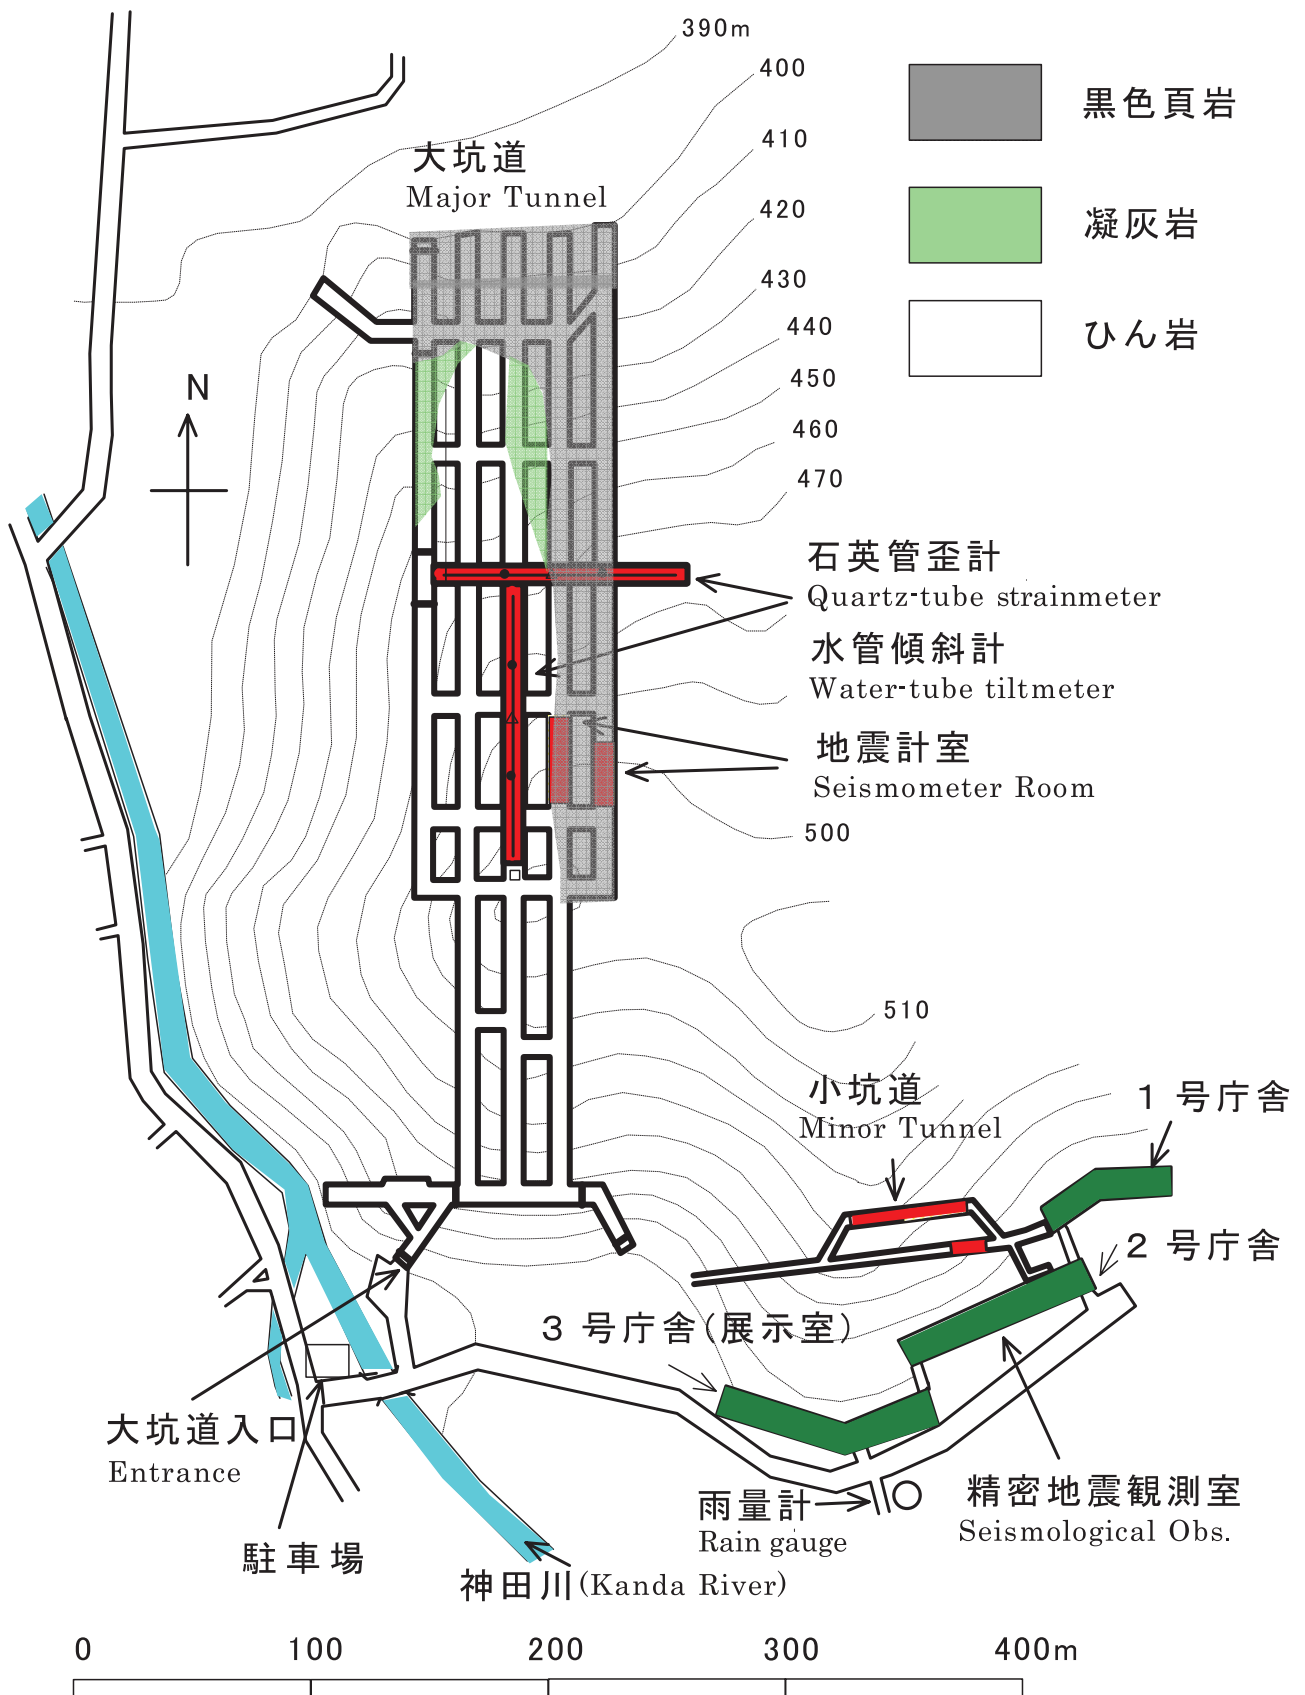 390m
400
黒色頁岩
410
大坑道
Major Tunnel
420
凝灰岩
430
440
ひん岩
450
N
460
470
石英管歪計
Quartz-tube strainmeter
水管傾斜計
Water-tube tiltmeter
地震計室
Seismometer Room
500
510
小坑道
Minor Tunnel
1 号庁舎
2 号庁舎
3 号庁舎(展示室)
大坑道入口
Entrance
精密地震観測室
Seismological Obs.
雨量計
Rain gauge
駐車場
神田川(Kanda River)
0 100 200 300 400m